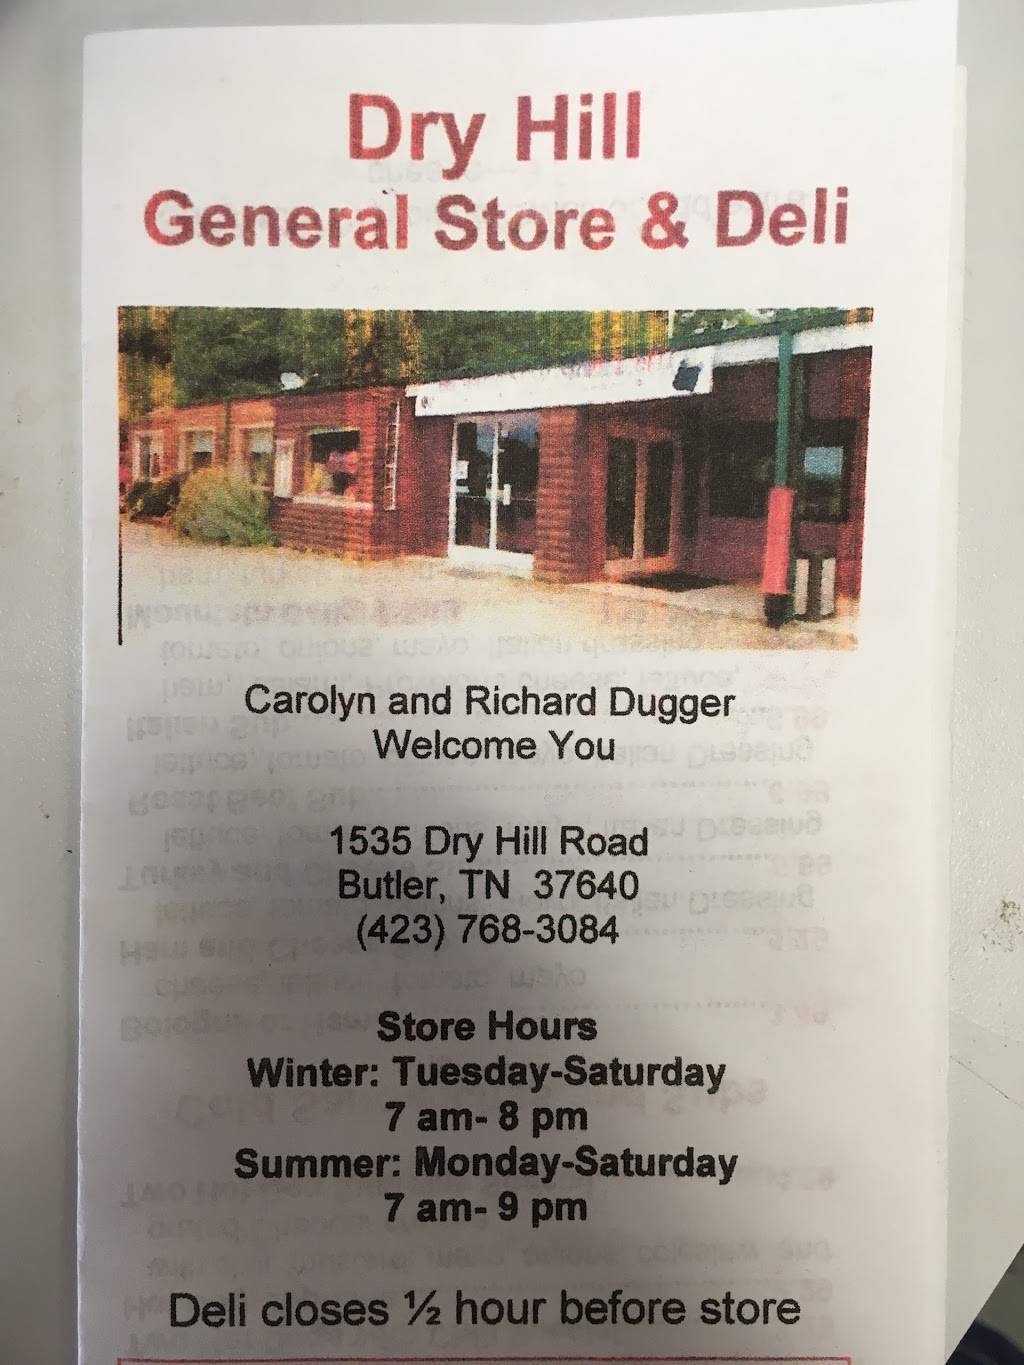 Dry Hill
General Store & Deli
Carolyn and Richard Dugger
Welcome You
1535 Dry Hill Road
Butler, TN 37640
(423) 768-3084
Store Hours
Winter: Tuesday-Saturday
7 am- 8 pm
Summer: Monday-Saturday
7 am- 9 pm
Deli closes ½ hour before store